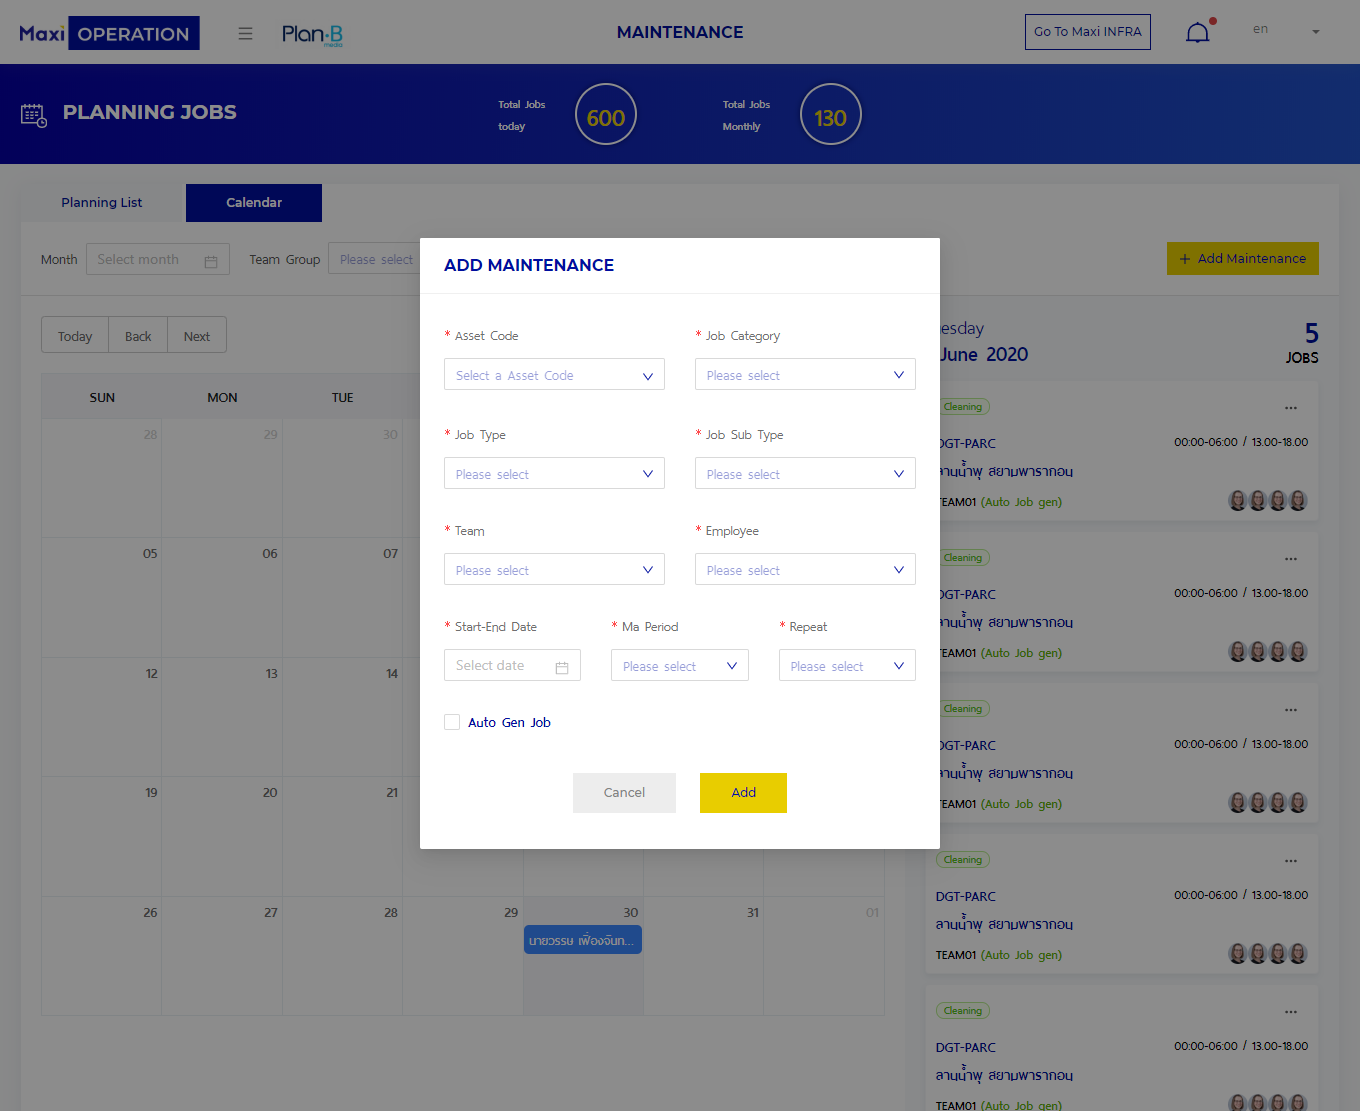 Maxi OPERATION
Plan B media
MAINTENANCE
Go To Maxi INFRA
en
PLANNING JOBS
Total Jobs today
600
Total Jobs Monthly
130
Planning List
Calendar
Month
Select month
Team Group
Please select
+ Add Maintenance
Today
Back
Next
SUN MON TUE
28 29 30
05 06 07
12 13 14
19 20 21
26 27 28 29 30 31 01
นายวรรษ เฟื่องจันท...
ADD MAINTENANCE
* Asset Code
Select a Asset Code
* Job Category
Please select
* Job Type
Please select
* Job Sub Type
Please select
* Team
Please select
* Employee
Please select
* Start-End Date
Select date
* Ma Period
Please select
* Repeat
Please select
Auto Gen Job
Cancel
Add
esday
June 2020
5
JOBS
Cleaning
DGT-PARC
00:00-06:00 / 13.00-18.00
ลานน้ำพุ สยามพารากอน
TEAM01 (Auto Job gen)
Cleaning
DGT-PARC
00:00-06:00 / 13.00-18.00
ลานน้ำพุ สยามพารากอน
TEAM01 (Auto Job gen)
Cleaning
DGT-PARC
00:00-06:00 / 13.00-18.00
ลานน้ำพุ สยามพารากอน
TEAM01 (Auto Job gen)
Cleaning
DGT-PARC
00:00-06:00 / 13.00-18.00
ลานน้ำพุ สยามพารากอน
TEAM01 (Auto Job gen)
Cleaning
DGT-PARC
00:00-06:00 / 13.00-18.00
ลานน้ำพุ สยามพารากอน
TEAM01 (Auto Job gen)